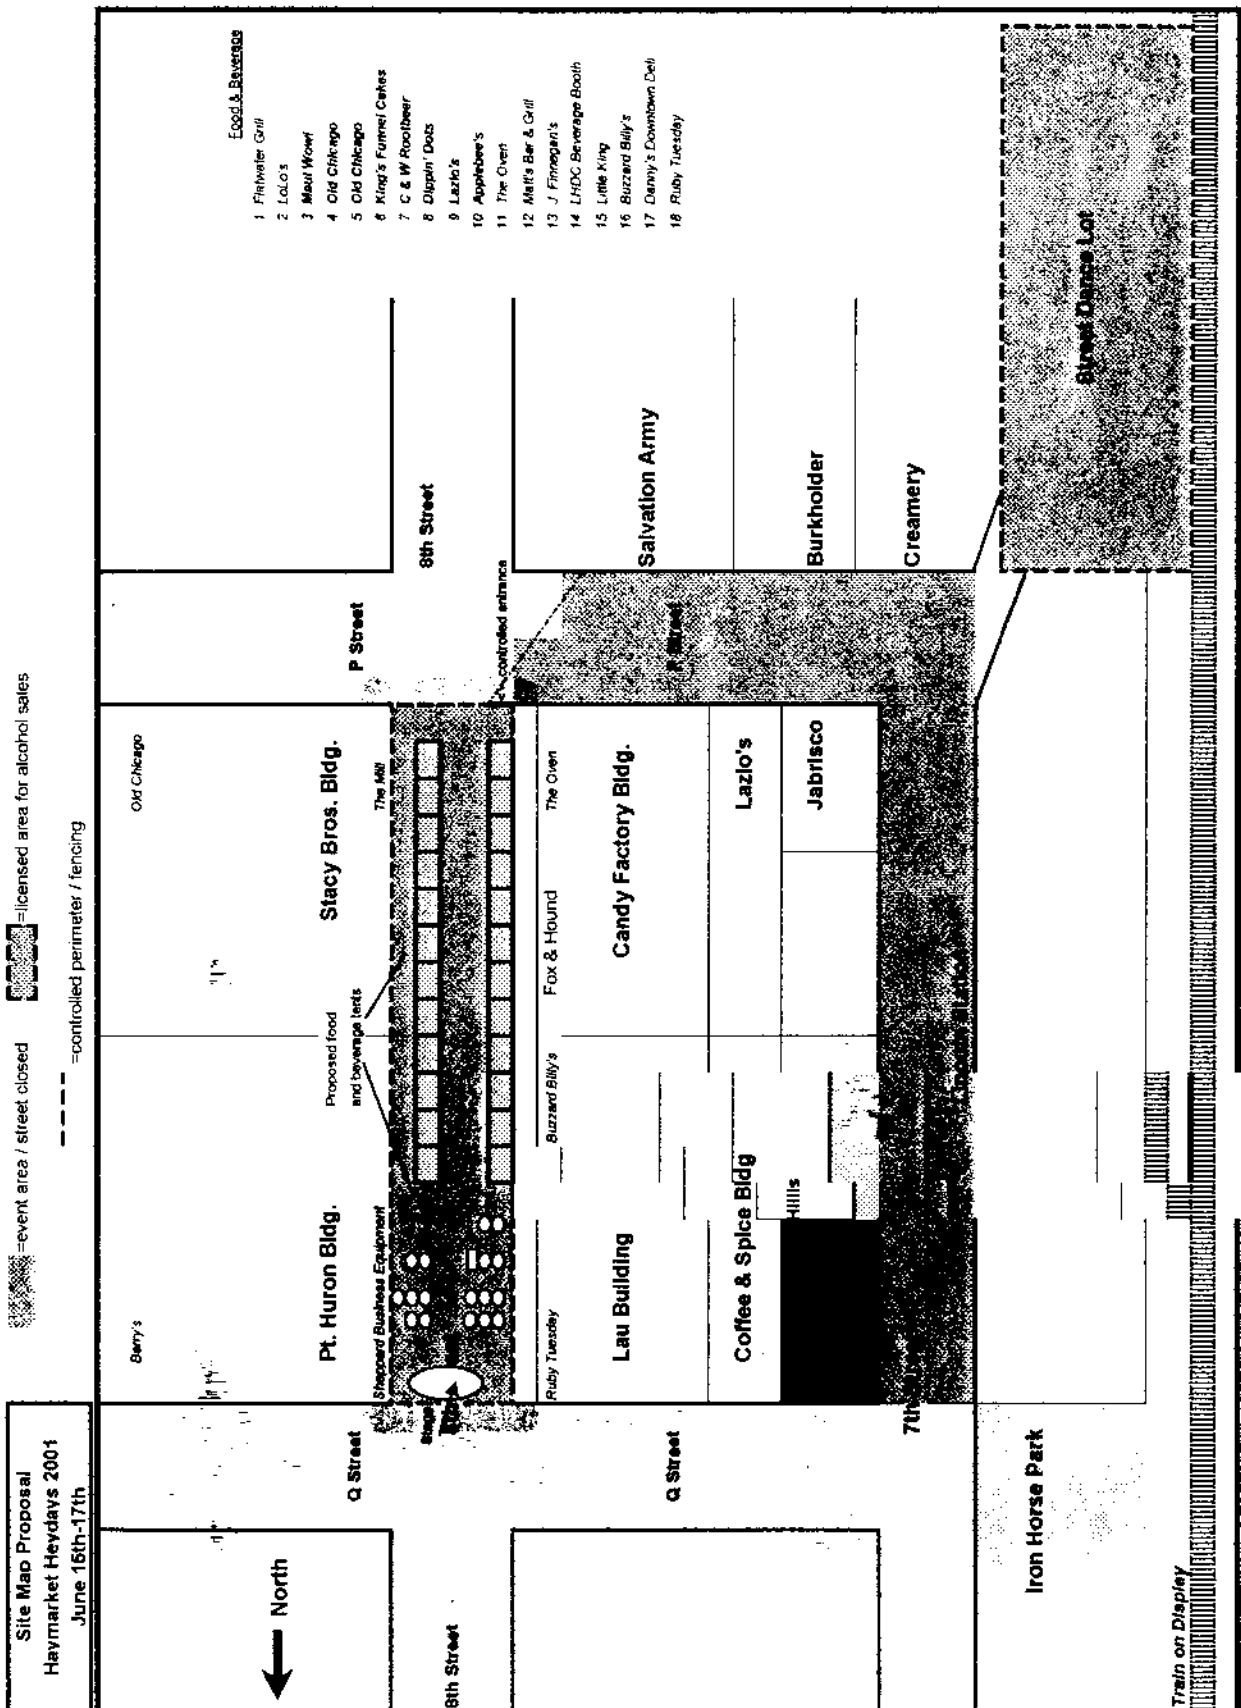 Site Map Proposal
Haymarket Heydays 2001
June 15th-17th
=event area / street closed
=licensed area for alcohol sales
=controlled perimeter / fencing
North
Food & Beverage
1 Flatwater Grill
2 LoLo's
3 Maui Wowi
4 Old Chicago
5 Old Chicago
6 King's Funnel Cakes
7 C & W Rootbeer
8 Dippin' Dots
9 Lazlo's
10 Applebee's
11 The Oven
12 Matt's Bar & Grill
13 J Finnegan's
14 LHDC Beverage Booth
15 Little King
16 Buzzard Billy's
17 Danny's Downtown Deli
18 Ruby Tuesday
Barry's
Old Chicago
Pt. Huron Bldg.
Proposed food
and beverage tents
Stacy Bros. Bldg.
P Street
Q Street
Sheppard Business Equipment
The Mill
8th Street
Stage
8th Street
controlled entrance
Ruby Tuesday
Buzzard Billy's
Fox & Hound
The Oven
Lau Building
Candy Factory Bldg.
Salvation Army
Q Street
P Street
Coffee & Spice Bldg
Lazlo's
Hills
Jabrisco
Burkholder
7th
Creamery
Lincoln Station
Iron Horse Park
Street Dance Lot
Train on Display